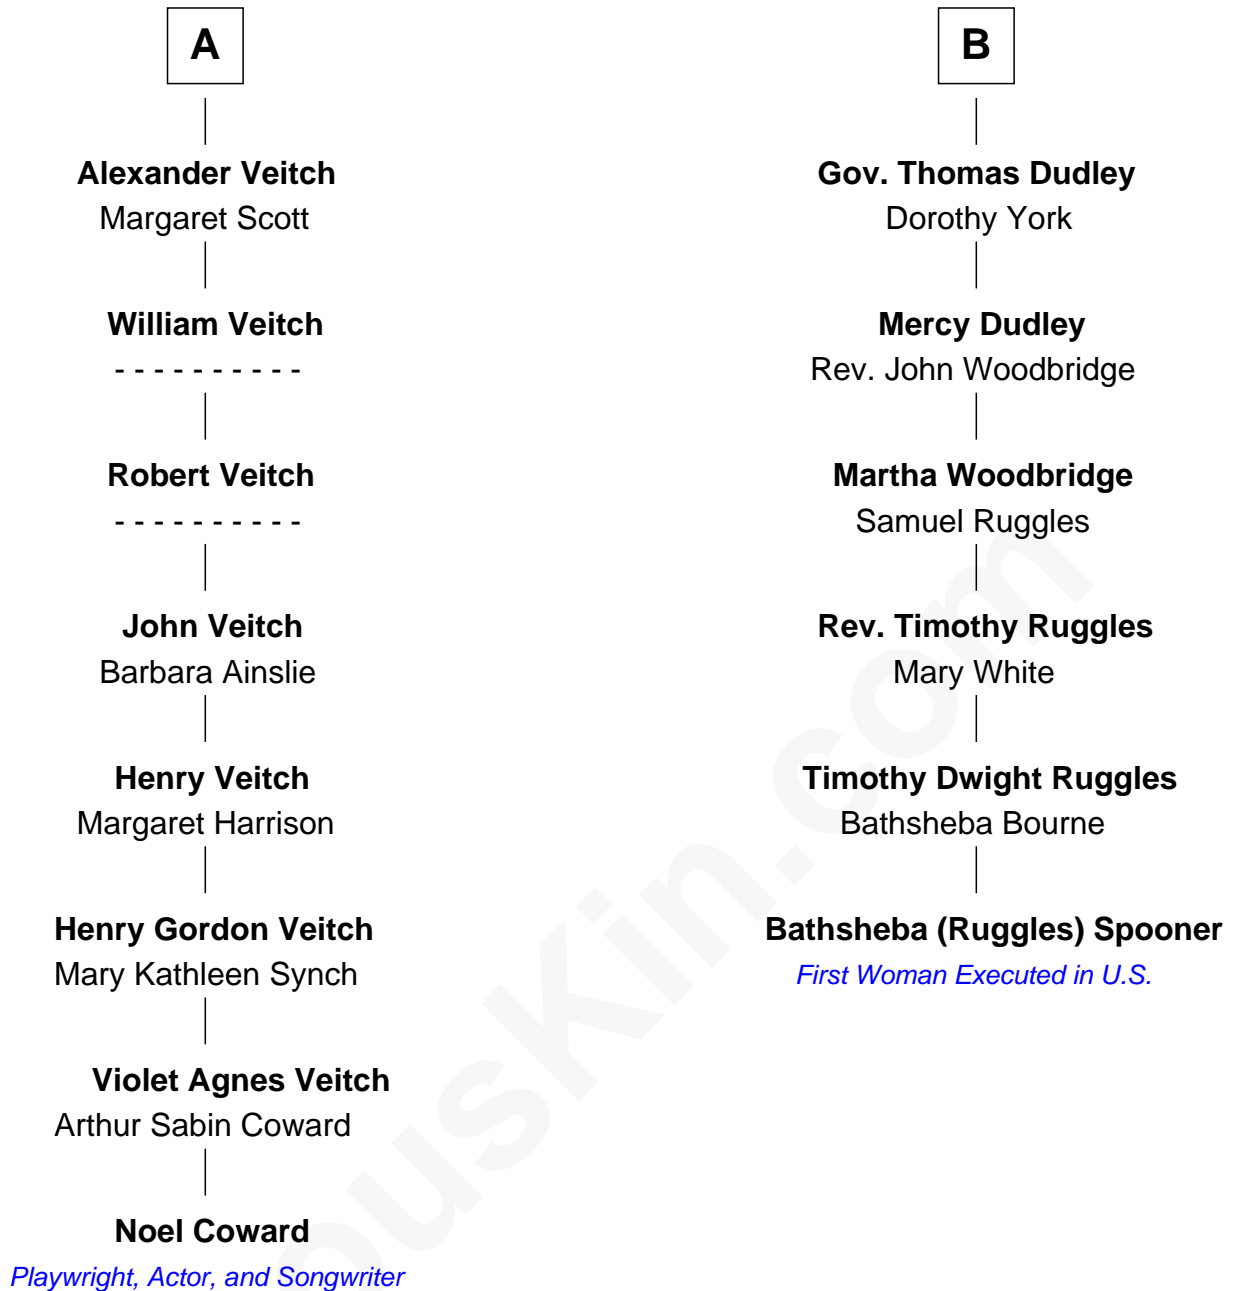 A
Alexander Veitch
Margaret Scott
William Veitch
- - - - - - - - - -
Robert Veitch
- - - - - - - - - -
John Veitch
Barbara Ainslie
Henry Veitch
Margaret Harrison
Henry Gordon Veitch
Mary Kathleen Synch
Violet Agnes Veitch
Arthur Sabin Coward
Noel Coward
Playwright, Actor, and Songwriter
B
Gov. Thomas Dudley
Dorothy York
Mercy Dudley
Rev. John Woodbridge
Martha Woodbridge
Samuel Ruggles
Rev. Timothy Ruggles
Mary White
Timothy Dwight Ruggles
Bathsheba Bourne
Bathsheba (Ruggles) Spooner
First Woman Executed in U.S.
ousKin.com